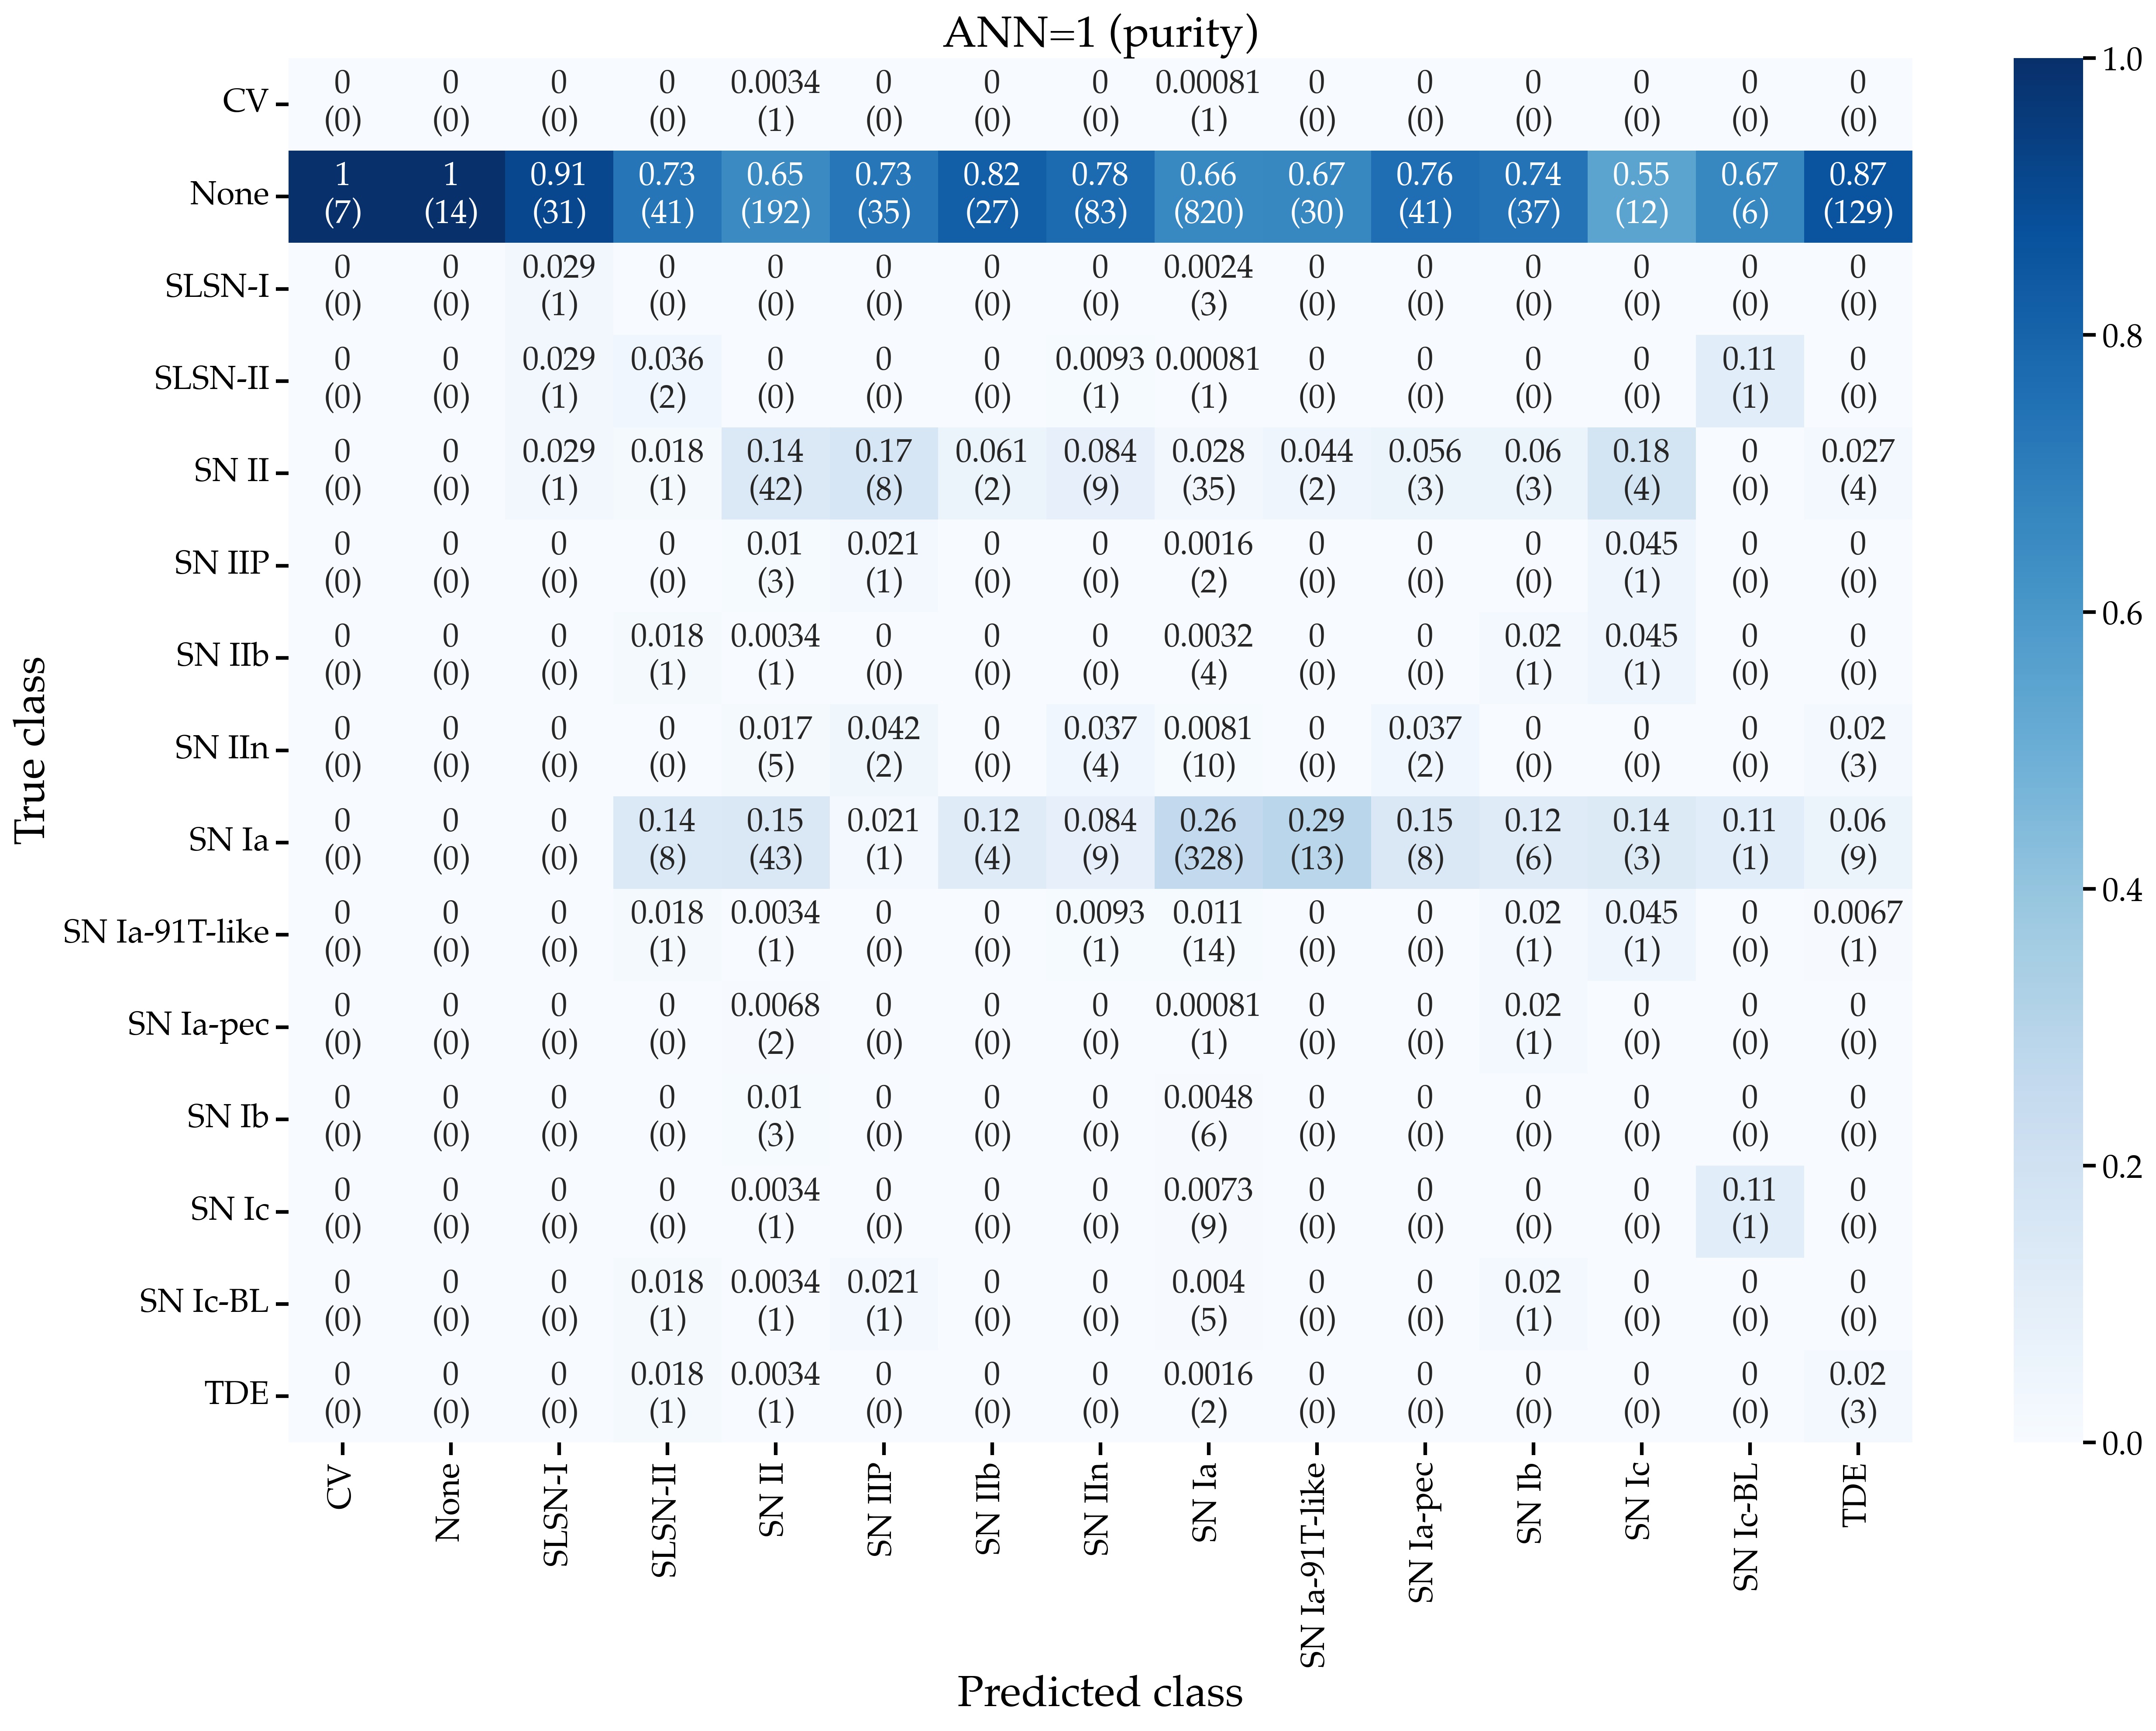 ANN=1 (purity)
CV 0 0 0 0 0.0034 0 0 0 0.00081 0 0 0 0 0 0
(0) (0) (0) (0) (1) (0) (0) (0) (1) (0) (0) (0) (0) (0) (0)
None 1 1 0.91 0.73 0.65 0.73 0.82 0.78 0.66 0.67 0.76 0.74 0.55 0.67 0.87
(7) (14) (31) (41) (192) (35) (27) (83) (820) (30) (41) (37) (12) (6) (129)
SLSN-I 0 0 0.029 0 0 0 0 0 0.0024 0 0 0 0 0 0
(0) (0) (1) (0) (0) (0) (0) (0) (3) (0) (0) (0) (0) (0) (0)
SLSN-II 0 0 0.029 0.036 0 0 0 0.0093 0.00081 0 0 0 0 0.11 0
(0) (0) (1) (2) (0) (0) (0) (1) (1) (0) (0) (0) (0) (1) (0)
SN II 0 0 0.029 0.018 0.14 0.17 0.061 0.084 0.028 0.044 0.056 0.06 0.18 0 0.027
(0) (0) (1) (1) (42) (8) (2) (9) (35) (2) (3) (3) (4) (0) (4)
SN IIP 0 0 0 0 0.01 0.021 0 0 0.0016 0 0 0 0.045 0 0
(0) (0) (0) (0) (3) (1) (0) (0) (2) (0) (0) (0) (1) (0) (0)
SN IIb 0 0 0 0.018 0.0034 0 0 0 0.0032 0 0 0.02 0.045 0 0
(0) (0) (0) (1) (1) (0) (0) (0) (4) (0) (0) (1) (1) (0) (0)
SN IIn 0 0 0 0 0.017 0.042 0 0.037 0.0081 0 0.037 0 0 0 0.02
(0) (0) (0) (0) (5) (2) (0) (4) (10) (0) (2) (0) (0) (0) (3)
SN Ia 0 0 0 0.14 0.15 0.021 0.12 0.084 0.26 0.29 0.15 0.12 0.14 0.11 0.06
(0) (0) (0) (8) (43) (1) (4) (9) (328) (13) (8) (6) (3) (1) (9)
SN Ia-91T-like 0 0 0 0.018 0.0034 0 0 0.0093 0.011 0 0 0.02 0.045 0 0.0067
(0) (0) (0) (1) (1) (0) (0) (1) (14) (0) (0) (1) (1) (0) (1)
SN Ia-pec 0 0 0 0 0.0068 0 0 0 0.00081 0 0 0.02 0 0 0
(0) (0) (0) (0) (2) (0) (0) (0) (1) (0) (0) (1) (0) (0) (0)
SN Ib 0 0 0 0 0.01 0 0 0 0.0048 0 0 0 0 0 0
(0) (0) (0) (0) (3) (0) (0) (0) (6) (0) (0) (0) (0) (0) (0)
SN Ic 0 0 0 0 0.0034 0 0 0 0.0073 0 0 0 0 0.11 0
(0) (0) (0) (0) (1) (0) (0) (0) (9) (0) (0) (0) (0) (1) (0)
SN Ic-BL 0 0 0 0.018 0.0034 0.021 0 0 0.004 0 0 0.02 0 0 0
(0) (0) (0) (1) (1) (1) (0) (0) (5) (0) (0) (1) (0) (0) (0)
TDE 0 0 0 0.018 0.0034 0 0 0 0.0016 0 0 0 0 0 0.02
(0) (0) (0) (1) (1) (0) (0) (0) (2) (0) (0) (0) (0) (0) (3)
True class
CV
None
SLSN-I
SLSN-II
SN II
SN IIP
SN IIb
SN IIn
SN Ia
SN Ia-91T-like
SN Ia-pec
SN Ib
SN Ic
SN Ic-BL
TDE
Predicted class
1.0
0.8
0.6
0.4
0.2
0.0